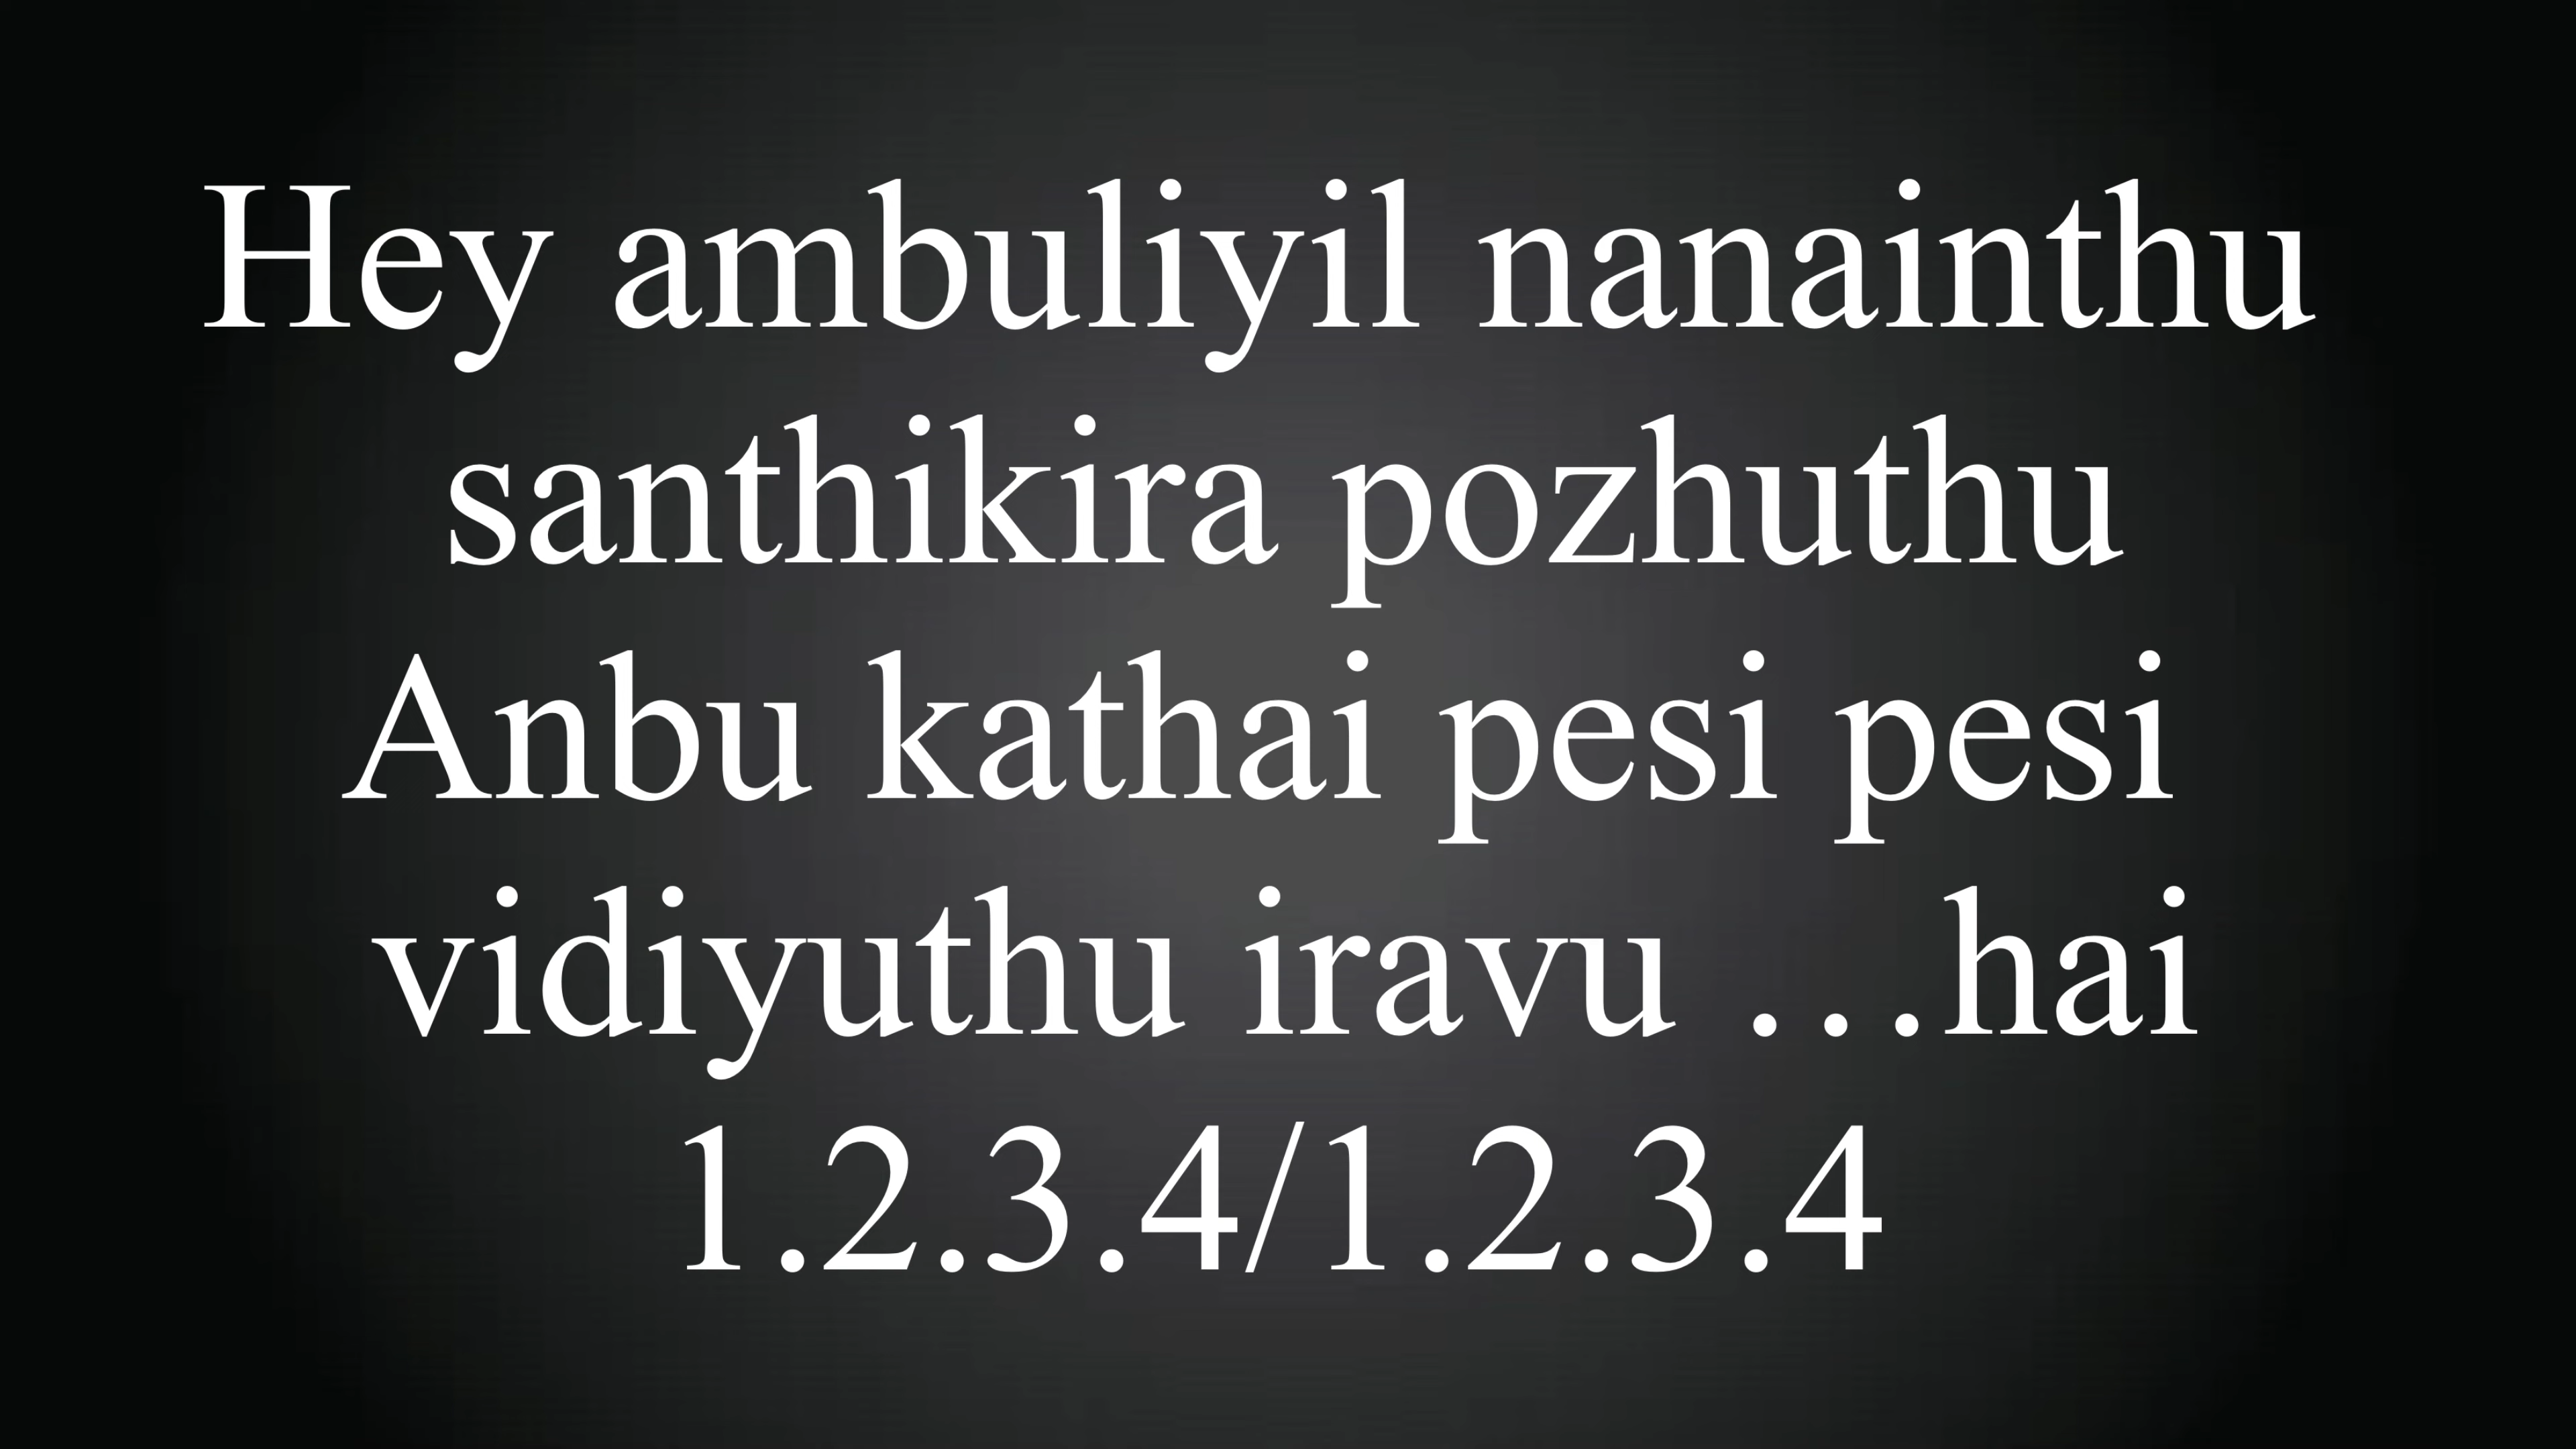 Hey ambuliyil nanainthu
santhikira pozhuthu
Anbu kathai pesi pesi
vidiyuthu iravu …hai
1.2.3.4/1.2.3.4